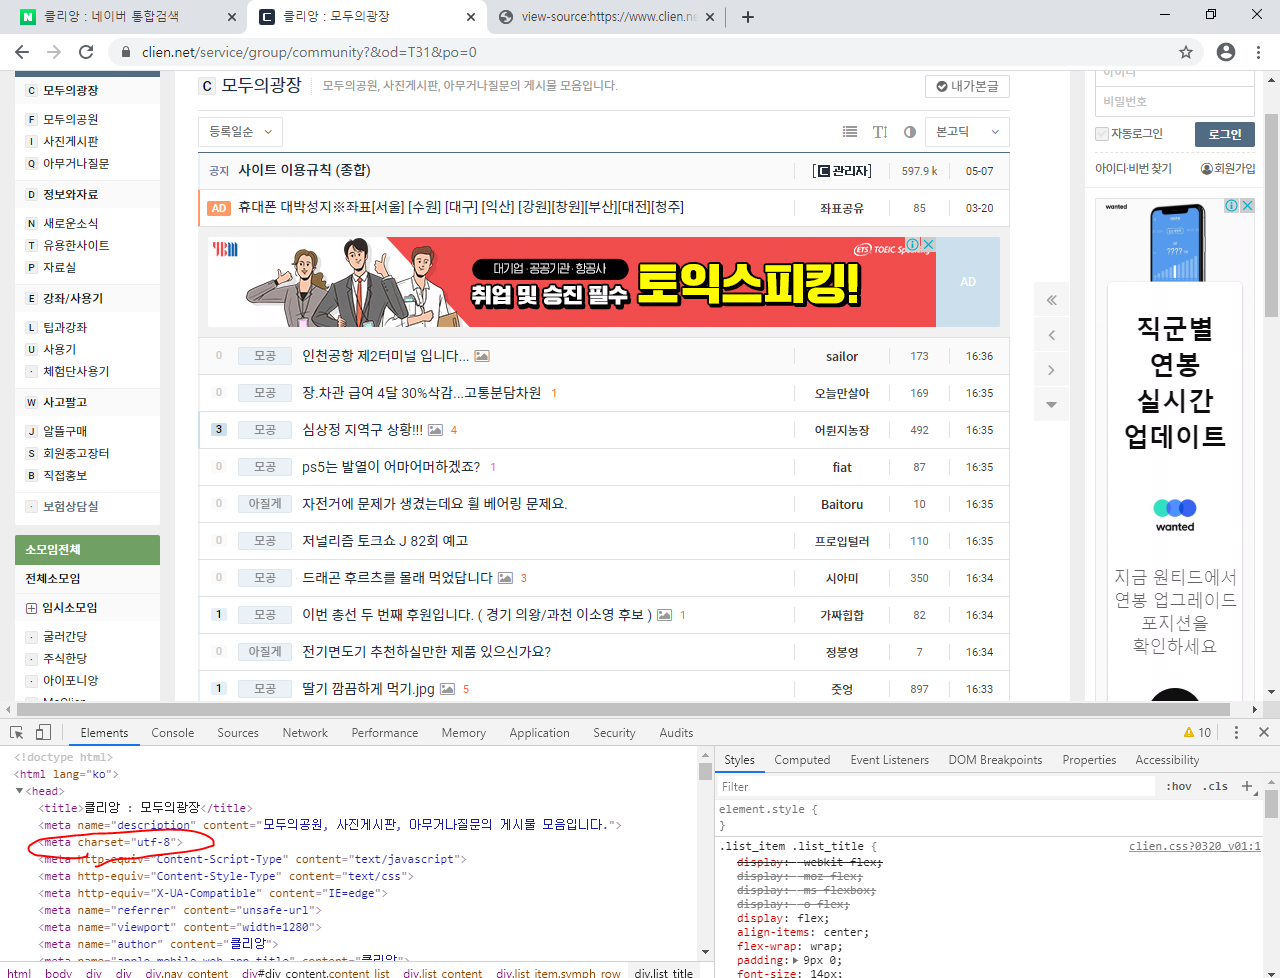 클리앙 : 네이버 통합검색
클리앙 : 모두의광장
view-source:https://www.clien.ne
clien.net/service/group/community?&od=T31&po=0
C 모두의광장
F 모두의공원
I 사진게시판
Q 아무거나질문
D 정보와자료
N 새로운소식
T 유용한사이트
P 자료실
E 강좌/사용기
L 팁과강좌
U 사용기
· 체험단사용기
W 사고팔고
J 알뜰구매
S 회원중고장터
B 직접홍보
· 보험상담실
소모임전체
전체소모임
임시소모임
· 굴러간당
· 주식한당
· 아이포니앙
C 모두의광장 모두의공원, 사진게시판, 아무거나질문의 게시물 모음입니다. 내가본글
등록일순 TI 본고딕
공지 사이트 이용규칙 (종합) [C 관리자] 597.9 k 05-07
AD 휴대폰 대박성지※좌표[서울] [수원] [대구] [익산] [강원][창원][부산][대전][청주] 좌표공유 85 03-20
YBM
대기업·공공기관·항공사
취업 및 승진 필수 토익스피킹!
ETS TOEIC
AD
0 모공 인천공항 제2터미널 입니다... sailor 173 16:36
0 모공 장.차관 급여 4달 30%삭감...고통분담차원 1 오늘만살아 169 16:35
3 모공 심상정 지역구 상황!!! 4 어퀀지농장 492 16:35
0 모공 ps5는 발열이 어마어머하겠죠? 1 fiat 87 16:35
0 아질게 자전거에 문제가 생겼는데요 휠 베어링 문제요. Baitoru 10 16:35
0 모공 저널리즘 토크쇼 J 82회 예고 프로입털러 110 16:35
0 모공 드래곤 후르츠를 몰래 먹었답니다 3 시아미 350 16:34
1 모공 이번 총선 두 번째 후원입니다. ( 경기 의왕/과천 이소영 후보 ) 1 가짜힙합 82 16:34
0 아질게 전기면도기 추천하실만한 제품 있으신가요? 정봉영 7 16:34
1 모공 딸기 깜끔하게 먹기.jpg 5 줏엉 897 16:33
아이디
비밀번호
자동로그인 로그인
아이디·비번 찾기 회원가입
wanted
????
직군별
연봉
실시간
업데이트
wanted
지금 원티드에서
연봉 업그레이드
포지션을
확인하세요
Elements Console Sources Network Performance Memory Application Security Audits 10
<!doctype html>
<html lang="ko">
<head>
<title>클리앙 : 모두의광장</title>
<meta name="description" content="모두의공원, 사진게시판, 아무거나질문의 게시물 모음입니다.">
<meta charset="utf-8">
<meta http-equiv="Content-Script-Type" content="text/javascript">
<meta http-equiv="Content-Style-Type" content="text/css">
<meta http-equiv="X-UA-Compatible" content="IE=edge">
<meta name="referrer" content="unsafe-url">
<meta name="viewport" content="width=1280">
<meta name="author" content="클리앙">
<meta name="apple-mobile-web-app-title" content="클리앙">
html body div div div.nav_content div#div_content.content_list div.list_content div.list_item.symph_row div.list_title
Styles Computed Event Listeners DOM Breakpoints Properties Accessibility
Filter :hov .cls +
element.style {
}
.list_item .list_title { clien.css?0320_v01:1
display: -webkit-flex;
display: -moz-flex;
display: -ms-flexbox;
display: -o-flex;
display: flex;
align-items: center;
flex-wrap: wrap;
padding: 9px 0;
font-size: 14px;